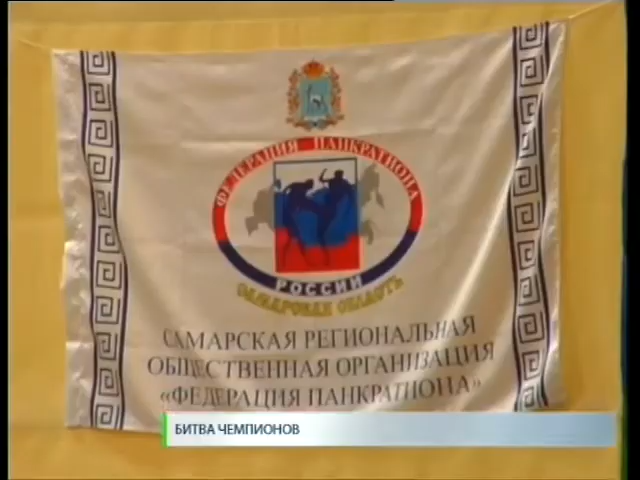 ФЕДЕРАЦИЯ ПАНКРАТИОНА
РОССИИ
САМАРСКАЯ ОБЛАСТЬ
САМАРСКАЯ РЕГИОНАЛЬНАЯ
ОБЩЕСТВЕННАЯ ОРГАНИЗАЦИЯ
«ФЕДЕРАЦИЯ ПАНКРАТИОНА»
БИТВА ЧЕМПИОНОВ